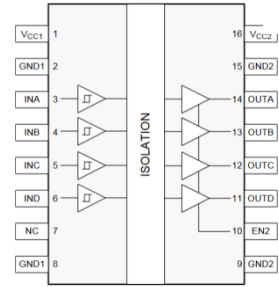 VCC1 1 16 VCC2
GND1 2 15 GND2
INA 3 14 OUTA
INB 4 13 OUTB
INC 5 12 OUTC
IND 6 11 OUTD
NC 7 10 EN2
GND1 8 9 GND2
ISOLATION